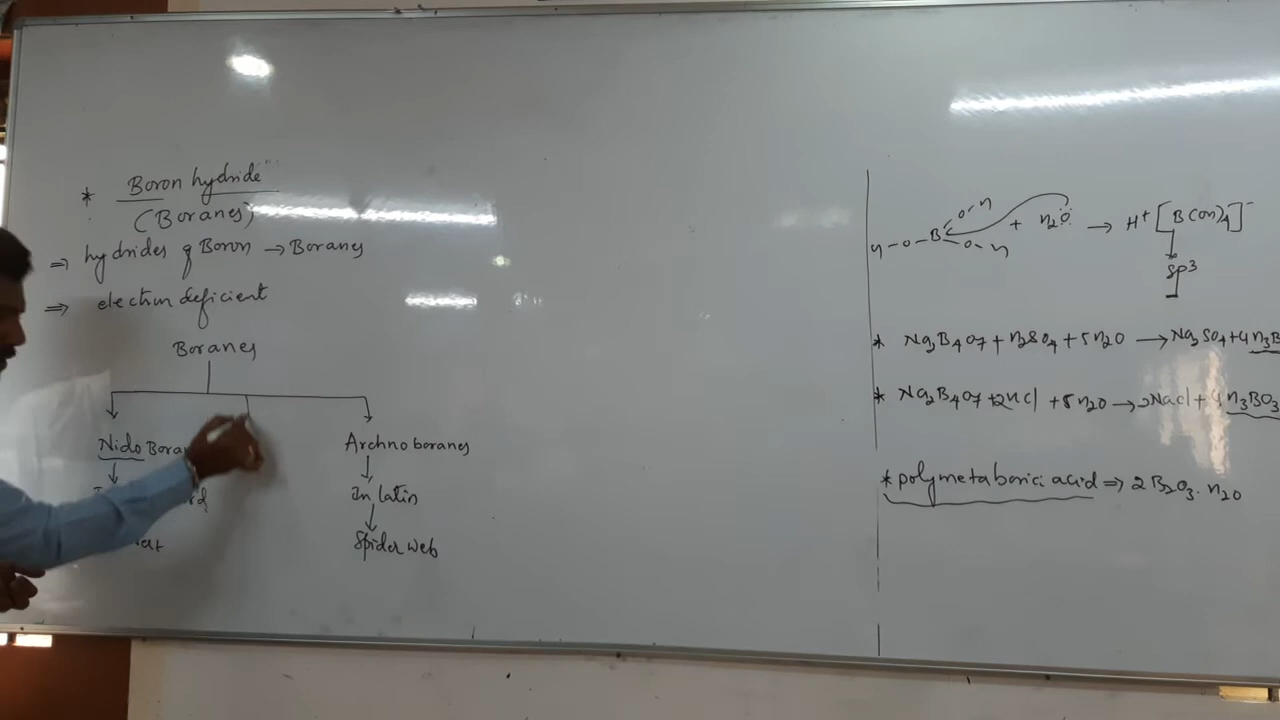 * Boron hydride
(Boranes)
⇒ hydrides of Boron → Boranes
⇒ electron deficient
Boranes
Nido Boran
Archno boranes
In latin
Spider web
H-O-B O-H O-H + H2O: → H+ [B(OH)4]-
sp3
* Na2B4O7 + H2SO4 + 5H2O → Na2SO4 + 4H3B
* Na2B4O7 + 2HCl + 5H2O → 2NaCl + 4H3BO3
* polymetaboric acid ⇒ 2B2O3.H2O